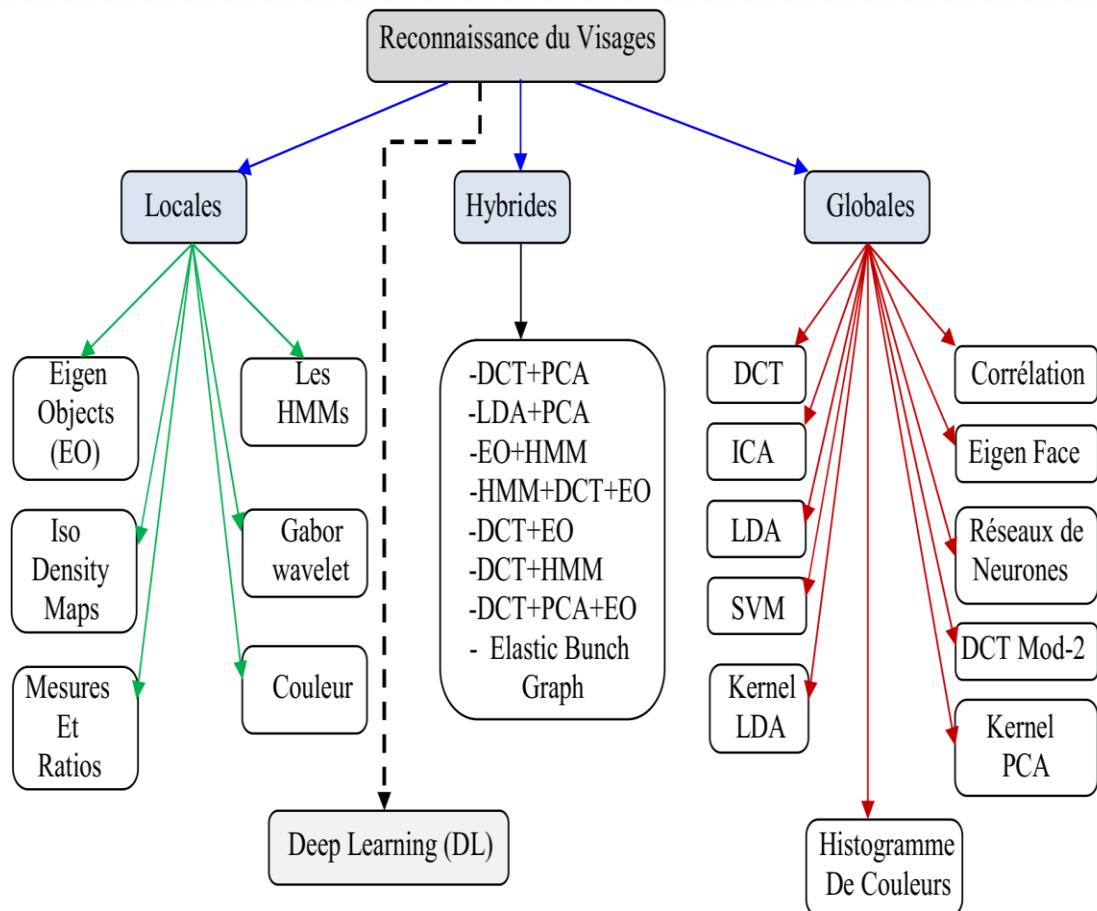 Reconnaissance du Visages
Locales
Hybrides
Globales
Eigen
Objects
(EO)
Les
HMMs
Iso
Density
Maps
Gabor
wavelet
Mesures
Et
Ratios
Couleur
-DCT+PCA
-LDA+PCA
-EO+HMM
-HMM+DCT+EO
-DCT+EO
-DCT+HMM
-DCT+PCA+EO
- Elastic Bunch
Graph
DCT
ICA
LDA
SVM
Kernel
LDA
Corrélation
Eigen Face
Réseaux de
Neurones
DCT Mod-2
Kernel
PCA
Histogramme
De Couleurs
Deep Learning (DL)